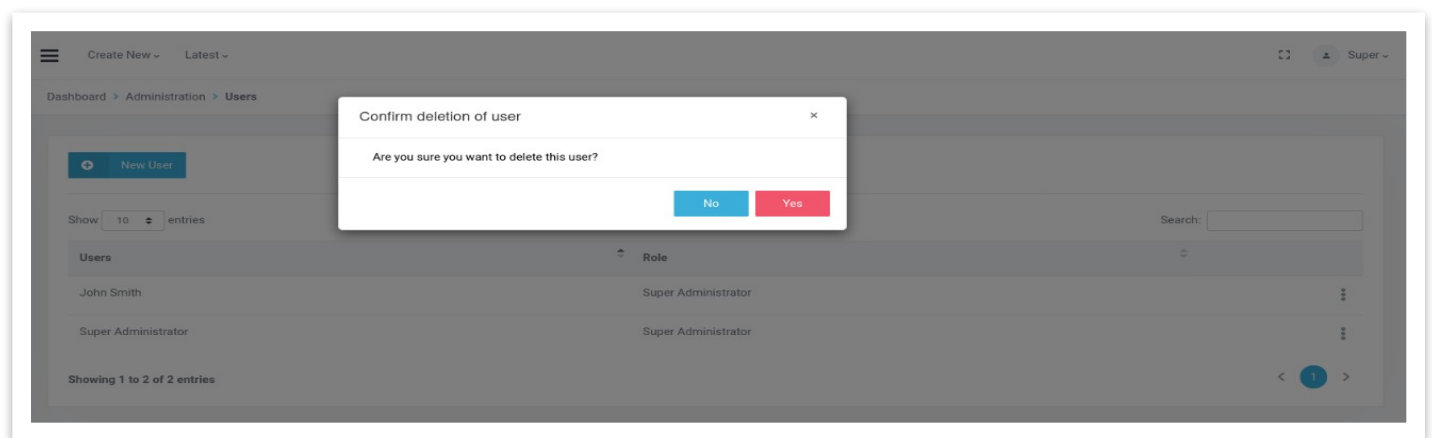 Create New Latest Super
Dashboard > Administration > Users
Confirm deletion of user ×
Are you sure you want to delete this user?
New User
No Yes
Show 10 entries Search:
Users Role
John Smith Super Administrator
Super Administrator Super Administrator
Showing 1 to 2 of 2 entries < 1 >